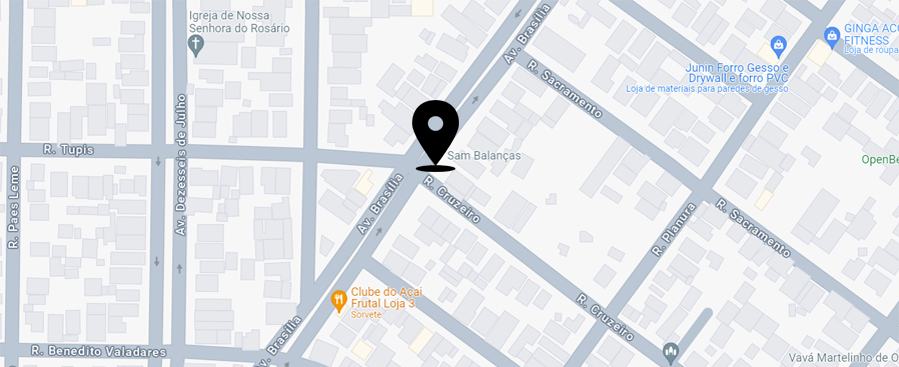 Igreja de Nossa
Senhora do Rosário
Av. Brasília
GINGA ACO
FITNESS
Loja de roupa
Junin Forro Gesso e
Drywall e forro PVC
Loja de materiais para paredes de gesso
R. Sacramento
R. Tupis
Av. Dezesseis de Julho
Sam Balanças
OpenBe
R. Paes Leme
Av. Brasília
R. Cruzeiro
R. Planura
R. Sacramento
Clube do Açaí
Frutal Loja 3
Sorvete
R. Cruzeiro
Av. Brasília
R. Benedito Valadares
Vavá Martelinho de O